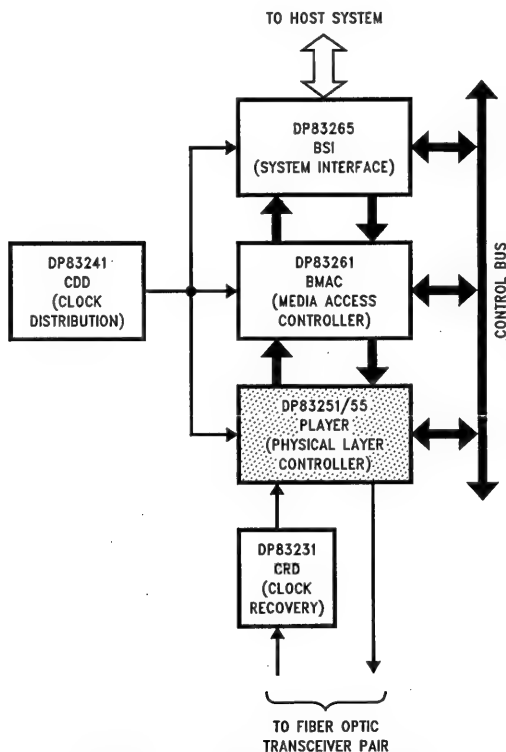 TO HOST SYSTEM
DP83265
BSI
(SYSTEM INTERFACE)
DP83241
CDD
(CLOCK
DISTRIBUTION)
DP83261
BMAC
(MEDIA ACCESS
CONTROLLER)
CONTROL BUS
DP83251/55
PLAYER
(PHYSICAL LAYER
CONTROLLER)
DP83231
CRD
(CLOCK
RECOVERY)
TO FIBER OPTIC
TRANSCEIVER PAIR